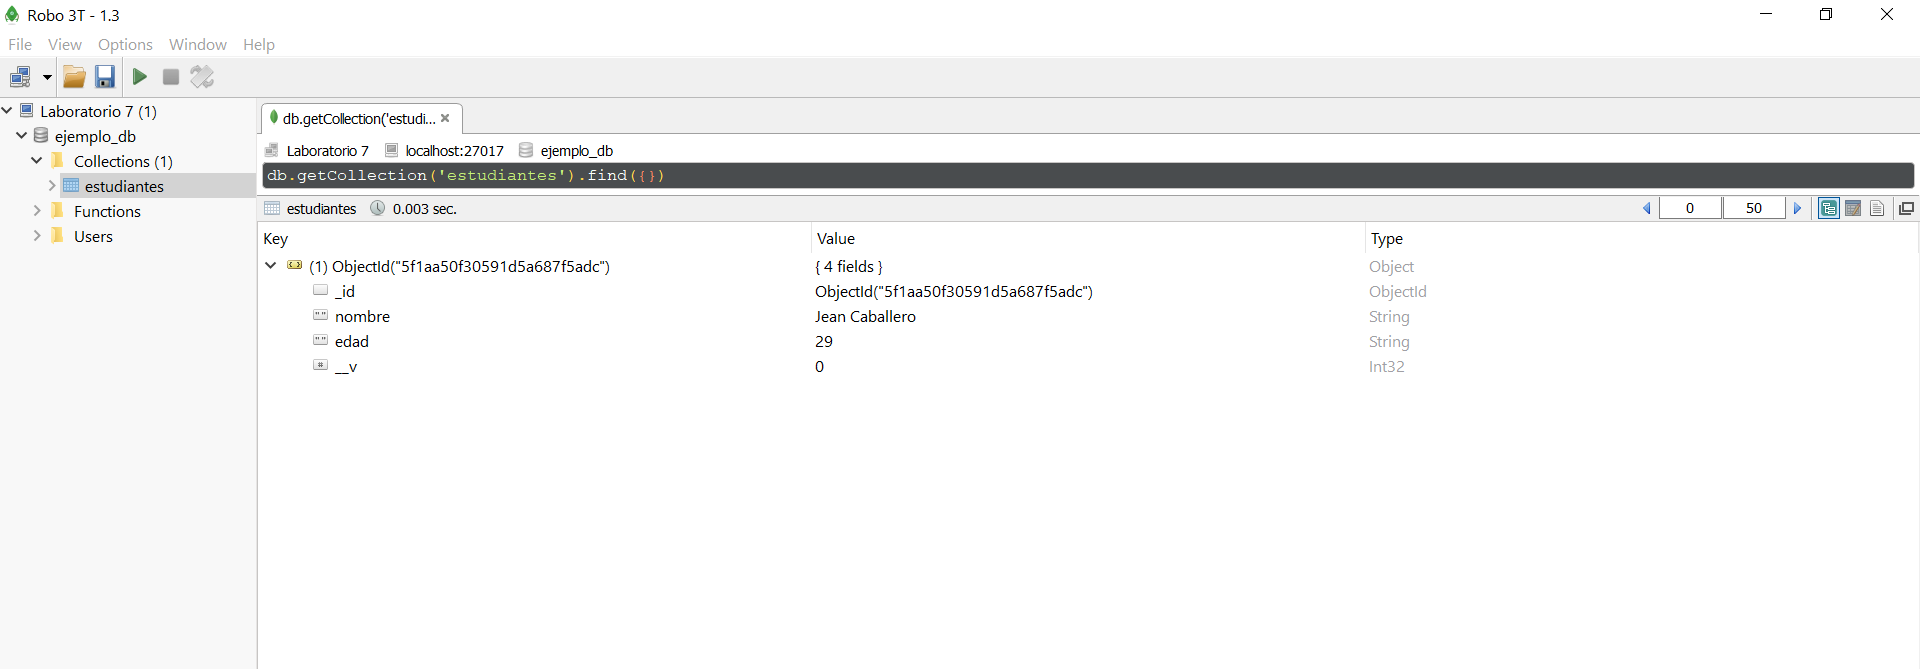 Robo 3T - 1.3
File View Options Window Help
Laboratorio 7 (1)
ejemplo_db
Collections (1)
estudiantes
Functions
Users
db.getCollection('estudi...
Laboratorio 7 localhost:27017 ejemplo_db
db.getCollection('estudiantes').find({})
estudiantes 0.003 sec. 0 50
Key Value Type
(1) ObjectId("5f1aa50f30591d5a687f5adc") { 4 fields } Object
_id ObjectId("5f1aa50f30591d5a687f5adc") ObjectId
nombre Jean Caballero String
edad 29 String
__v 0 Int32